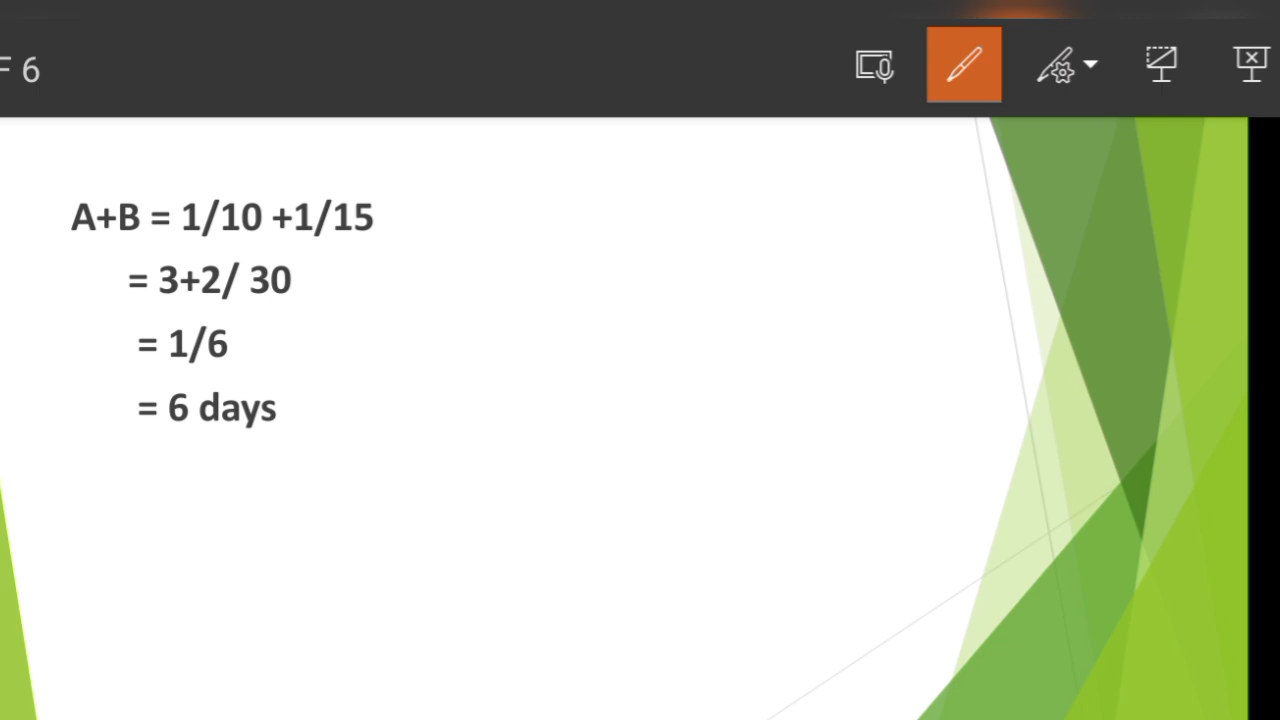 F 6
A+B = 1/10 +1/15
= 3+2/ 30
= 1/6
= 6 days